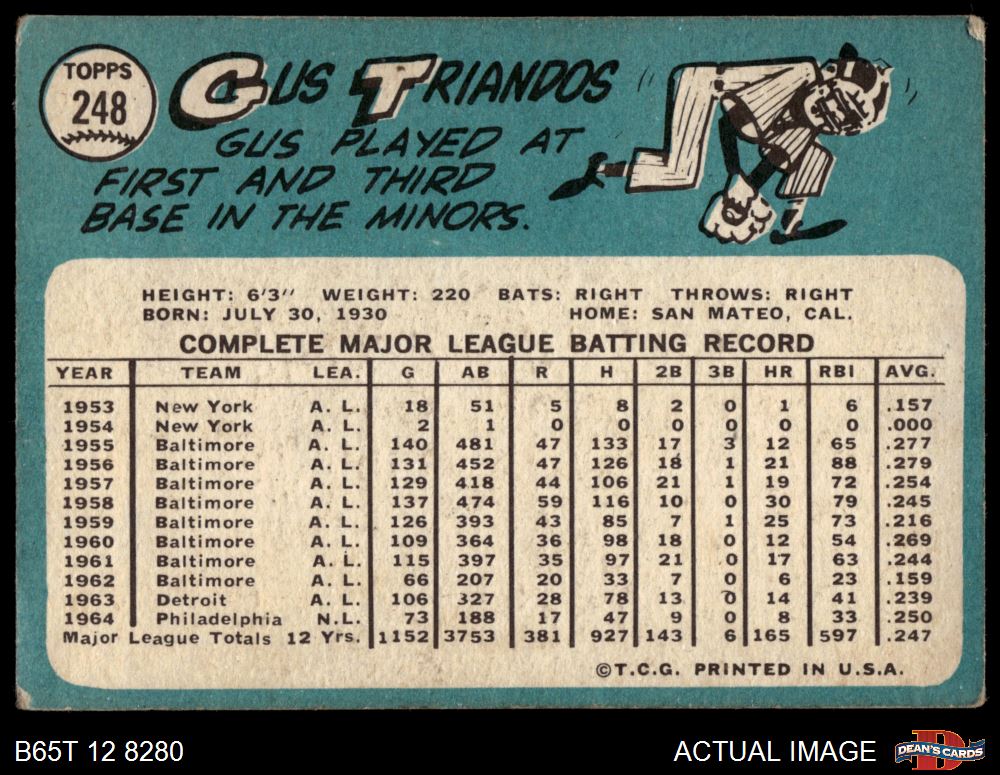 TOPPS
248
GUS TRIANDOS
GUS PLAYED AT
FIRST AND THIRD
BASE IN THE MINORS.
HEIGHT: 6'3" WEIGHT: 220 BATS: RIGHT THROWS: RIGHT
BORN: JULY 30, 1930 HOME: SAN MATEO, CAL.
COMPLETE MAJOR LEAGUE BATTING RECORD
YEAR TEAM LEA. G AB R H 2B 3B HR RBI AVG.
1953 New York A. L. 18 51 5 8 2 0 1 6 .157
1954 New York A. L. 2 1 0 0 0 0 0 0 .000
1955 Baltimore A. L. 140 481 47 133 17 3 12 65 .277
1956 Baltimore A. L. 131 452 47 126 18 1 21 88 .279
1957 Baltimore A. L. 129 418 44 106 21 1 19 72 .254
1958 Baltimore A. L. 137 474 59 116 10 0 30 79 .245
1959 Baltimore A. L. 126 393 43 85 7 1 25 73 .216
1960 Baltimore A. L. 109 364 36 98 18 0 12 54 .269
1961 Baltimore A. L. 115 397 35 97 21 0 17 63 .244
1962 Baltimore A. L. 66 207 20 33 7 0 6 23 .159
1963 Detroit A. L. 106 327 28 78 13 0 14 41 .239
1964 Philadelphia N.L. 73 188 17 47 9 0 8 33 .250
Major League Totals 12 Yrs. 1152 3753 381 927 143 6 165 597 .247
©T.C.G. PRINTED IN U.S.A.
B65T 12 8280 ACTUAL IMAGE DEAN'S CARDS